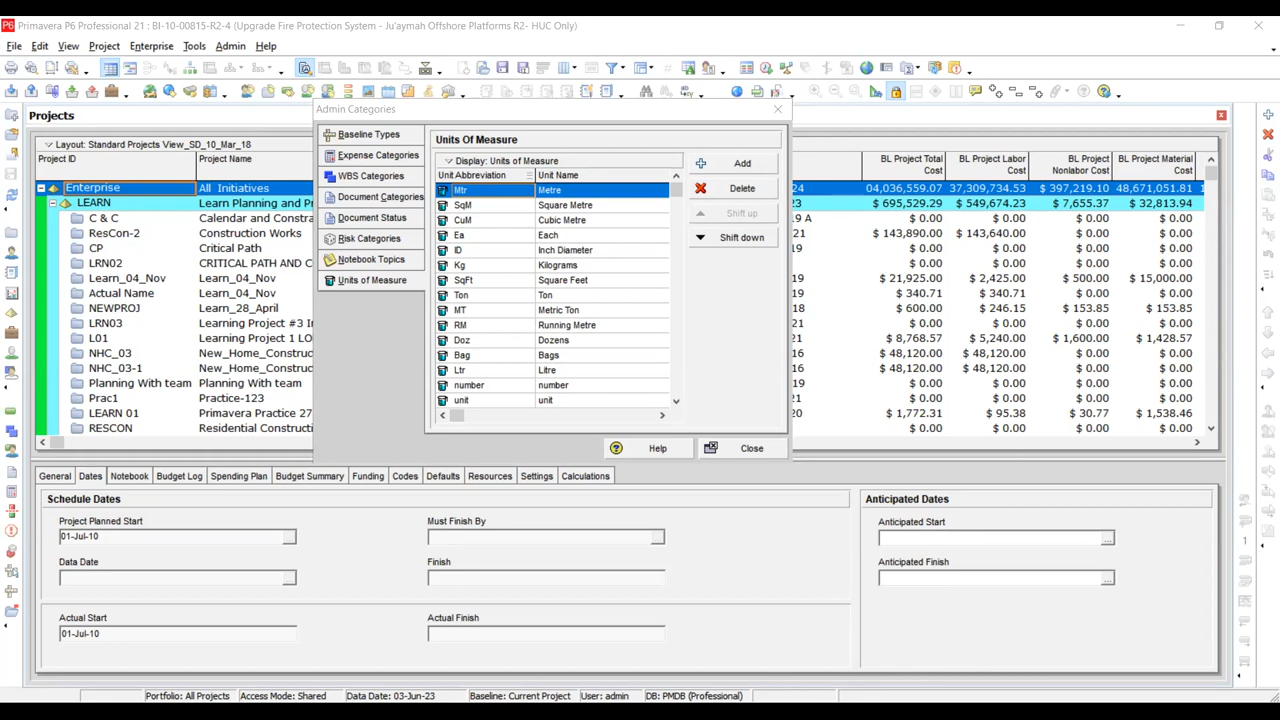 P6 Primavera P6 Professional 21 : BI-10-00815-R2-4 (Upgrade Fire Protection System - Ju'aymah Offshore Platforms R2- HUC Only)
File Edit View Project Enterprise Tools Admin Help
Projects
Layout: Standard Projects View_SD_10_Mar_18
Project ID Project Name BL Project Total Cost BL Project Labor Cost BL Project Nonlabor Cost BL Project Material Cost
Enterprise All Initiatives 24 04,036,559.07 37,309,734.53 $ 397,219.10 48,671,051.81 1
LEARN Learn Planning and P $ 695,529.29 $ 549,674.23 $ 7,655.37 $ 32,813.94
C & C Calendar and Constra 19 A $ 0.00 $ 0.00 $ 0.00 $ 0.00
ResCon-2 Construction Works 21 $ 143,890.00 $ 143,640.00 $ 0.00 $ 0.00
CP Critical Path $ 0.00 $ 0.00 $ 0.00 $ 0.00
LRN02 CRITICAL PATH AND C $ 0.00 $ 0.00 $ 0.00 $ 0.00
Learn_04_Nov Learn_04_Nov $ 21,925.00 $ 2,425.00 $ 500.00 $ 15,000.00
Actual Name Learn_04_Nov $ 340.71 $ 340.71 $ 0.00 $ 0.00
NEWPROJ Learn_28_April $ 600.00 $ 246.15 $ 153.85 $ 153.85
LRN03 Learning Project #3 I 21 $ 0.00 $ 0.00 $ 0.00 $ 0.00
L01 Learning Project 1 LO $ 8,768.57 $ 5,240.00 $ 1,600.00 $ 1,428.57
NHC_03 New_Home_Construc 16 $ 48,120.00 $ 48,120.00 $ 0.00 $ 0.00
NHC_03-1 New_Home_Construc 16 $ 48,120.00 $ 48,120.00 $ 0.00 $ 0.00
Planning With team Planning With team $ 0.00 $ 0.00 $ 0.00 $ 0.00
Prac1 Practice-123 21 $ 0.00 $ 0.00 $ 0.00 $ 0.00
LEARN 01 Primavera Practice 27 20 $ 1,772.31 $ 95.38 $ 30.77 $ 1,538.46
RESCON Residential Construct $ 0.00 $ 0.00 $ 0.00 $ 0.00
Admin Categories
Baseline Types
Expense Categories
WBS Categories
Document Categories
Document Status
Risk Categories
Notebook Topics
Units of Measure
Units Of Measure
Display: Units of Measure
Unit Abbreviation Unit Name
Mtr Metre
SqM Square Metre
CuM Cubic Metre
Ea Each
ID Inch Diameter
Kg Kilograms
SqFt Square Feet
Ton Ton
MT Metric Ton
RM Running Metre
Doz Dozens
Bag Bags
Ltr Litre
number number
unit unit
Add
Delete
Shift up
Shift down
Help Close
General Dates Notebook Budget Log Spending Plan Budget Summary Funding Codes Defaults Resources Settings Calculations
Schedule Dates Anticipated Dates
Project Planned Start Must Finish By Anticipated Start
01-Jul-10 ... ...
Data Date Finish Anticipated Finish
... ...
Actual Start Actual Finish
01-Jul-10
Portfolio: All Projects Access Mode: Shared Data Date: 03-Jun-23 Baseline: Current Project User: admin DB: PMDB (Professional)